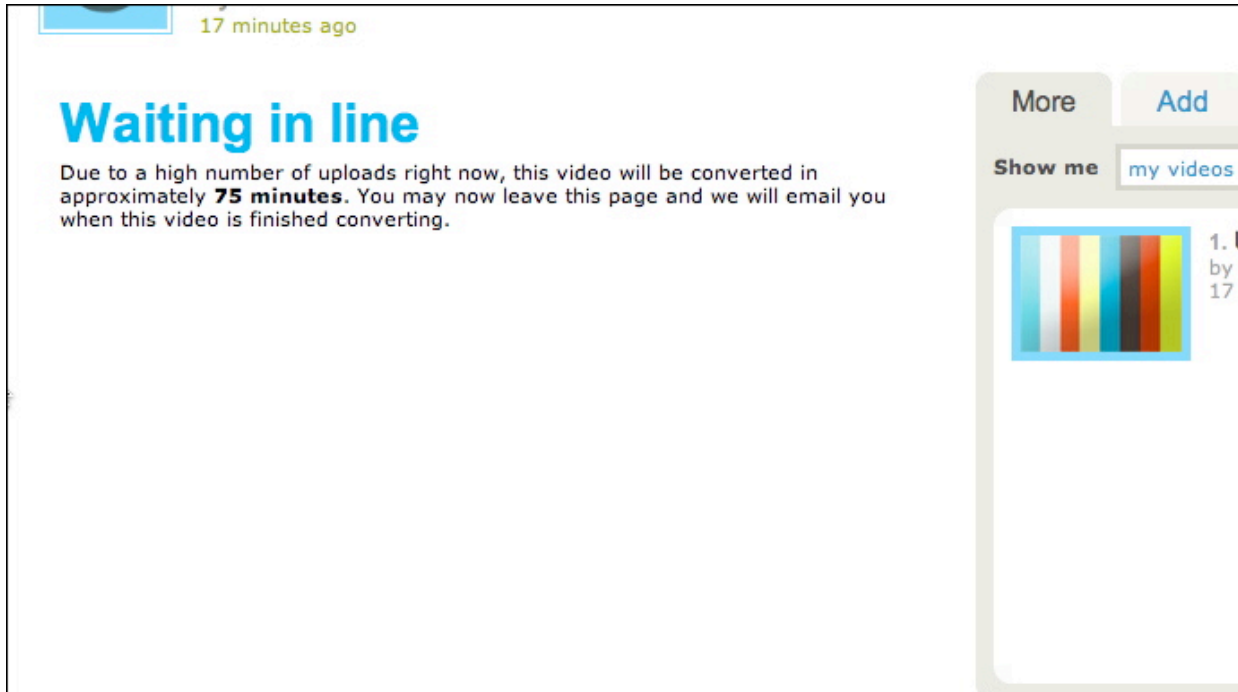 17 minutes ago
Waiting in line
Due to a high number of uploads right now, this video will be converted in
approximately 75 minutes. You may now leave this page and we will email you
when this video is finished converting.
More Add
Show me my videos
1.
by
17